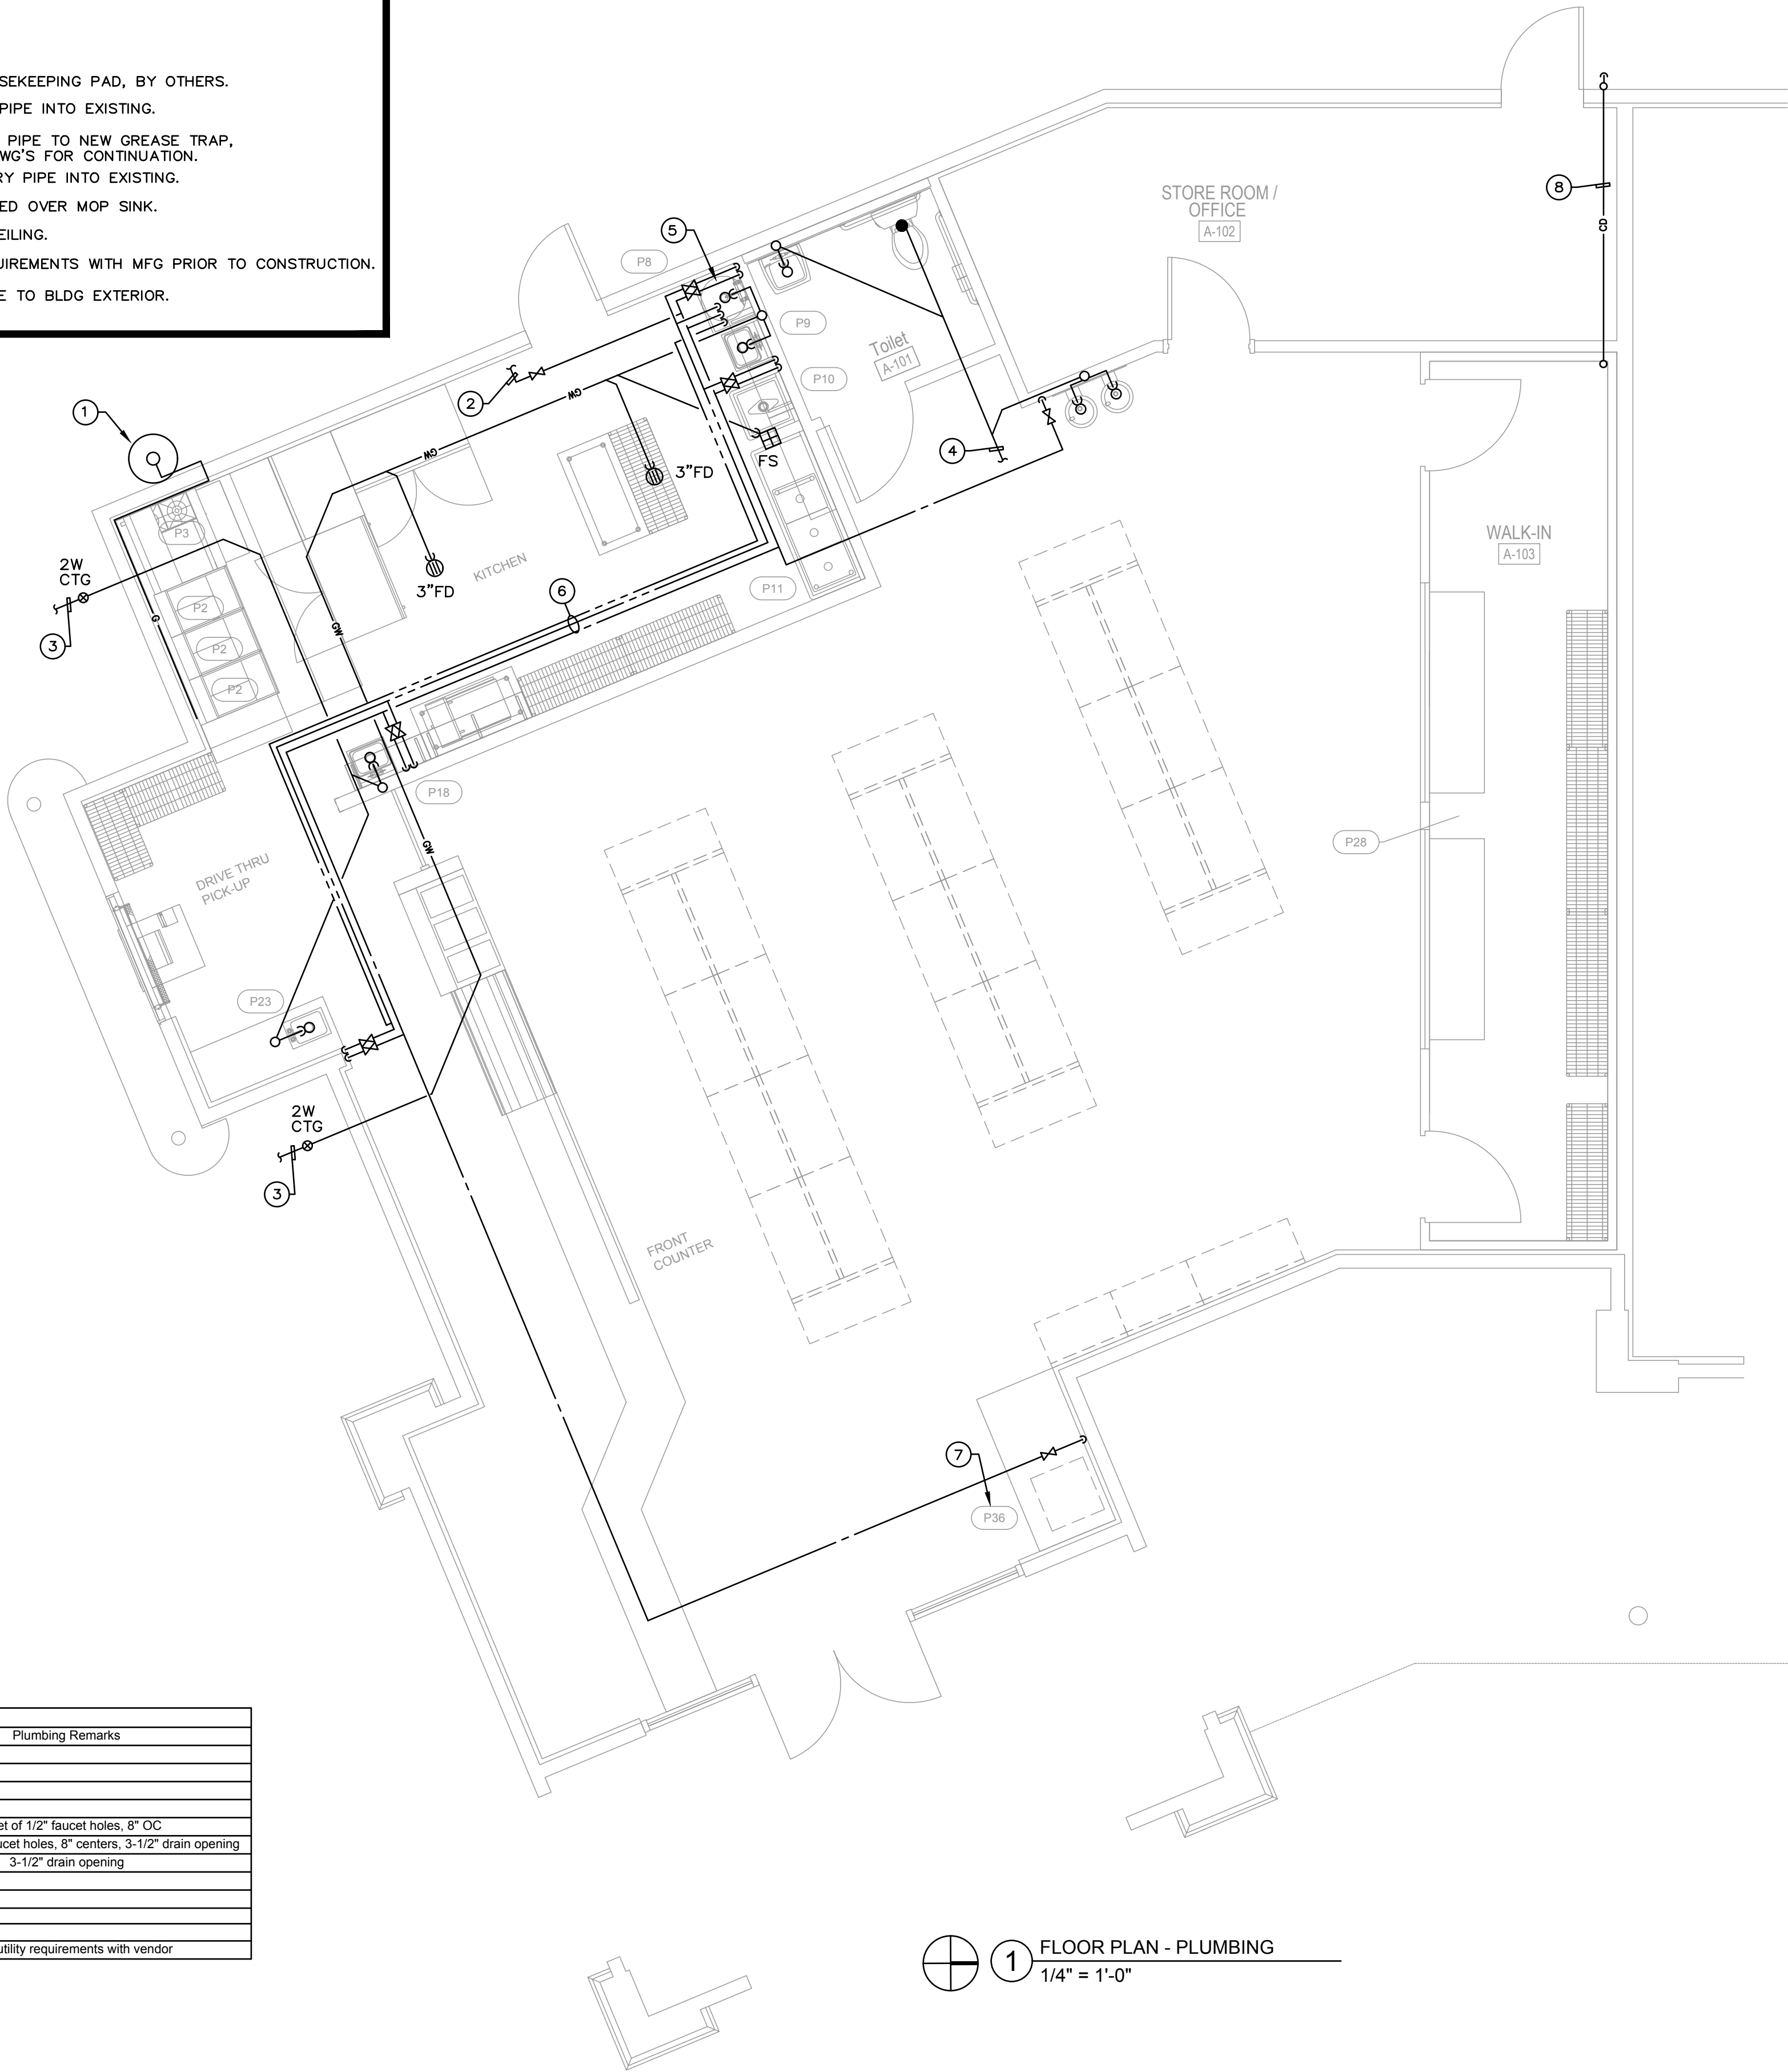 SEKEEPING PAD, BY OTHERS.
PIPE INTO EXISTING.
PIPE TO NEW GREASE TRAP,
WG'S FOR CONTINUATION.
RY PIPE INTO EXISTING.
ED OVER MOP SINK.
EILING.
UIREMENTS WITH MFG PRIOR TO CONSTRUCTION.
E TO BLDG EXTERIOR.
STORE ROOM /
OFFICE
A-102
8
CD
5
P8
P9
Toilet
A-101
P10
2
GW
1
4
FS
3"FD
GW
P3
WALK-IN
A-103
2W
CTG
KITCHEN
3"FD
P11
6
P2
G
3
P2
GW
P2
P18
P28
GW
DRIVE THRU
PICK-UP
P23
2W
CTG
3
FRONT
COUNTER
7
P36
Plumbing Remarks
et of 1/2" faucet holes, 8" OC
ucet holes, 8" centers, 3-1/2" drain opening
3-1/2" drain opening
utility requirements with vendor
1
FLOOR PLAN - PLUMBING
1/4" = 1'-0"